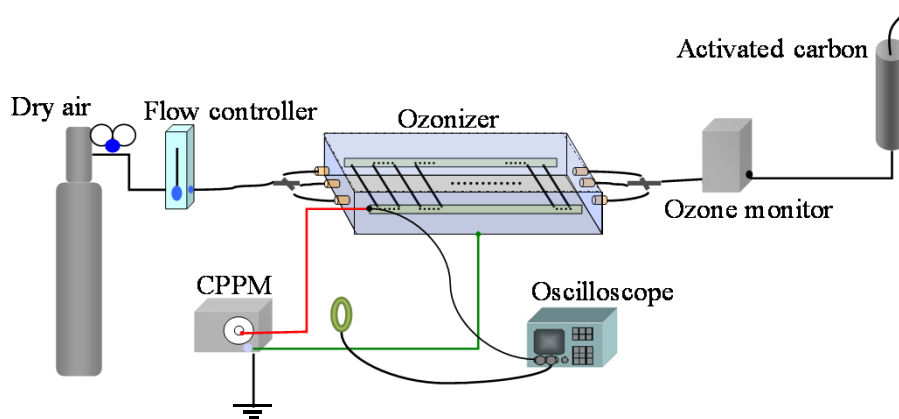 Activated carbon
Dry air
Flow controller
Ozonizer
Ozone monitor
CPPM
Oscilloscope